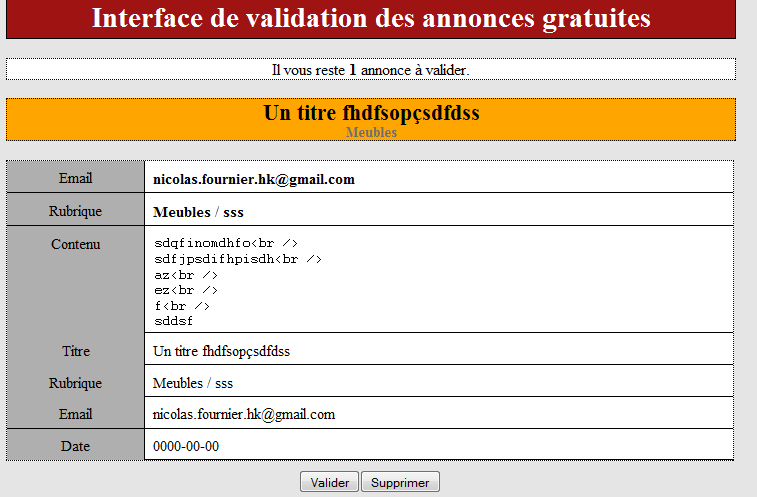 Interface de validation des annonces gratuites
Il vous reste 1 annonce à valider.
Un titre fhdfsopçsdfdss
Meubles
Email nicolas.fournier.hk@gmail.com
Rubrique Meubles / sss
Contenu sdqfinomdhfo<br />
sdfjpsdifhpisdh<br />
az<br />
ez<br />
f<br />
sddsf
Titre Un titre fhdfsopçsdfdss
Rubrique Meubles / sss
Email nicolas.fournier.hk@gmail.com
Date 0000-00-00
Valider Supprimer